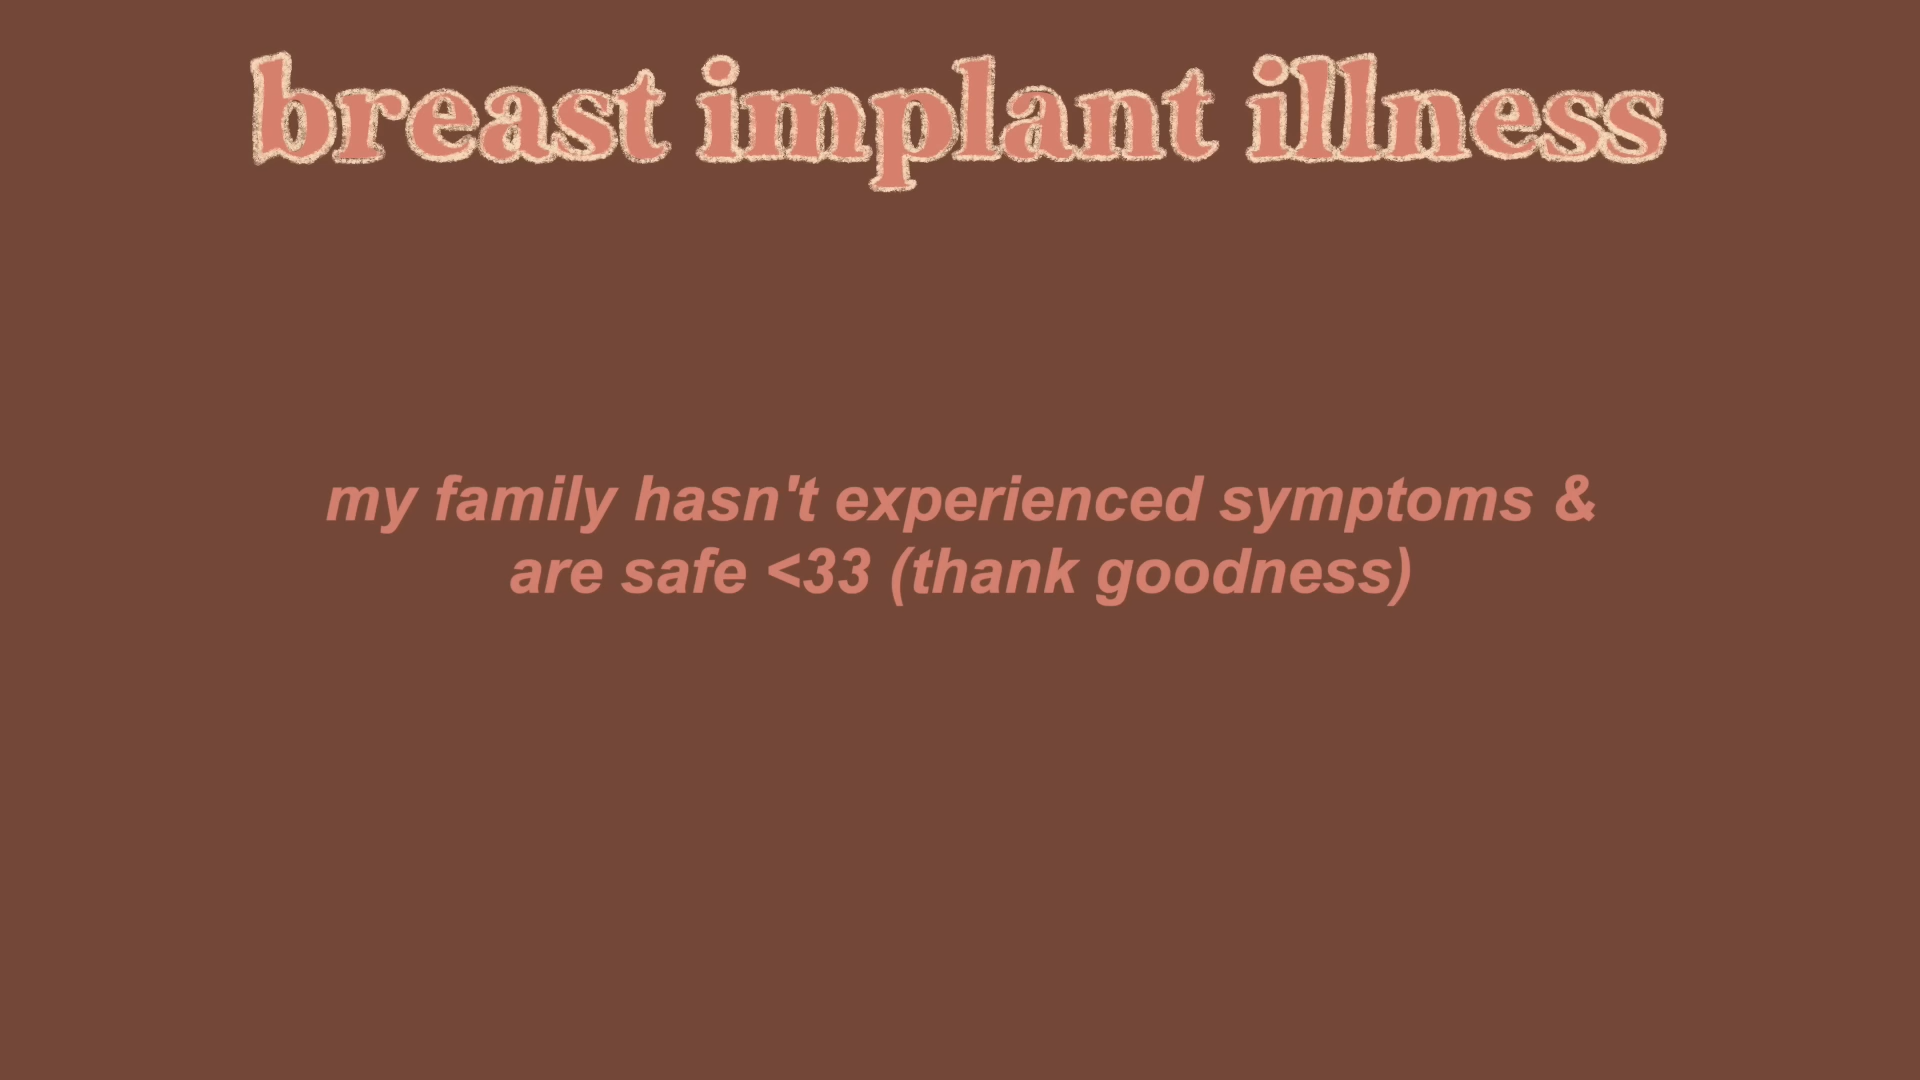 breast implant illness
my family hasn't experienced symptoms &
are safe <33 (thank goodness)